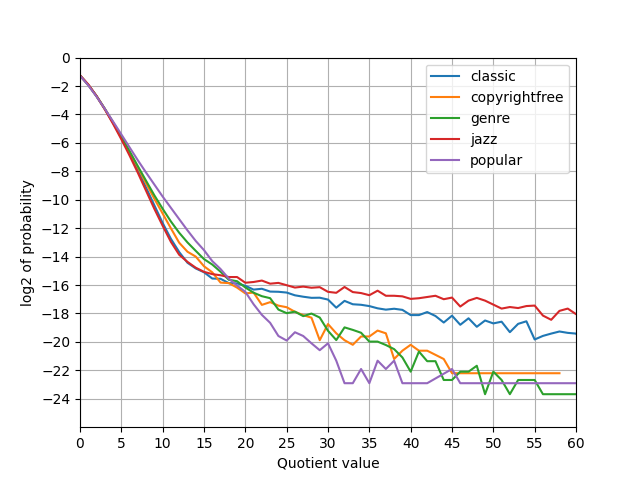 0
−2
−4
−6
−8
−10
−12
−14
−16
−18
−20
−22
−24
log2 of probability
classic
copyrightfree
genre
jazz
popular
0 5 10 15 20 25 30 35 40 45 50 55 60
Quotient value